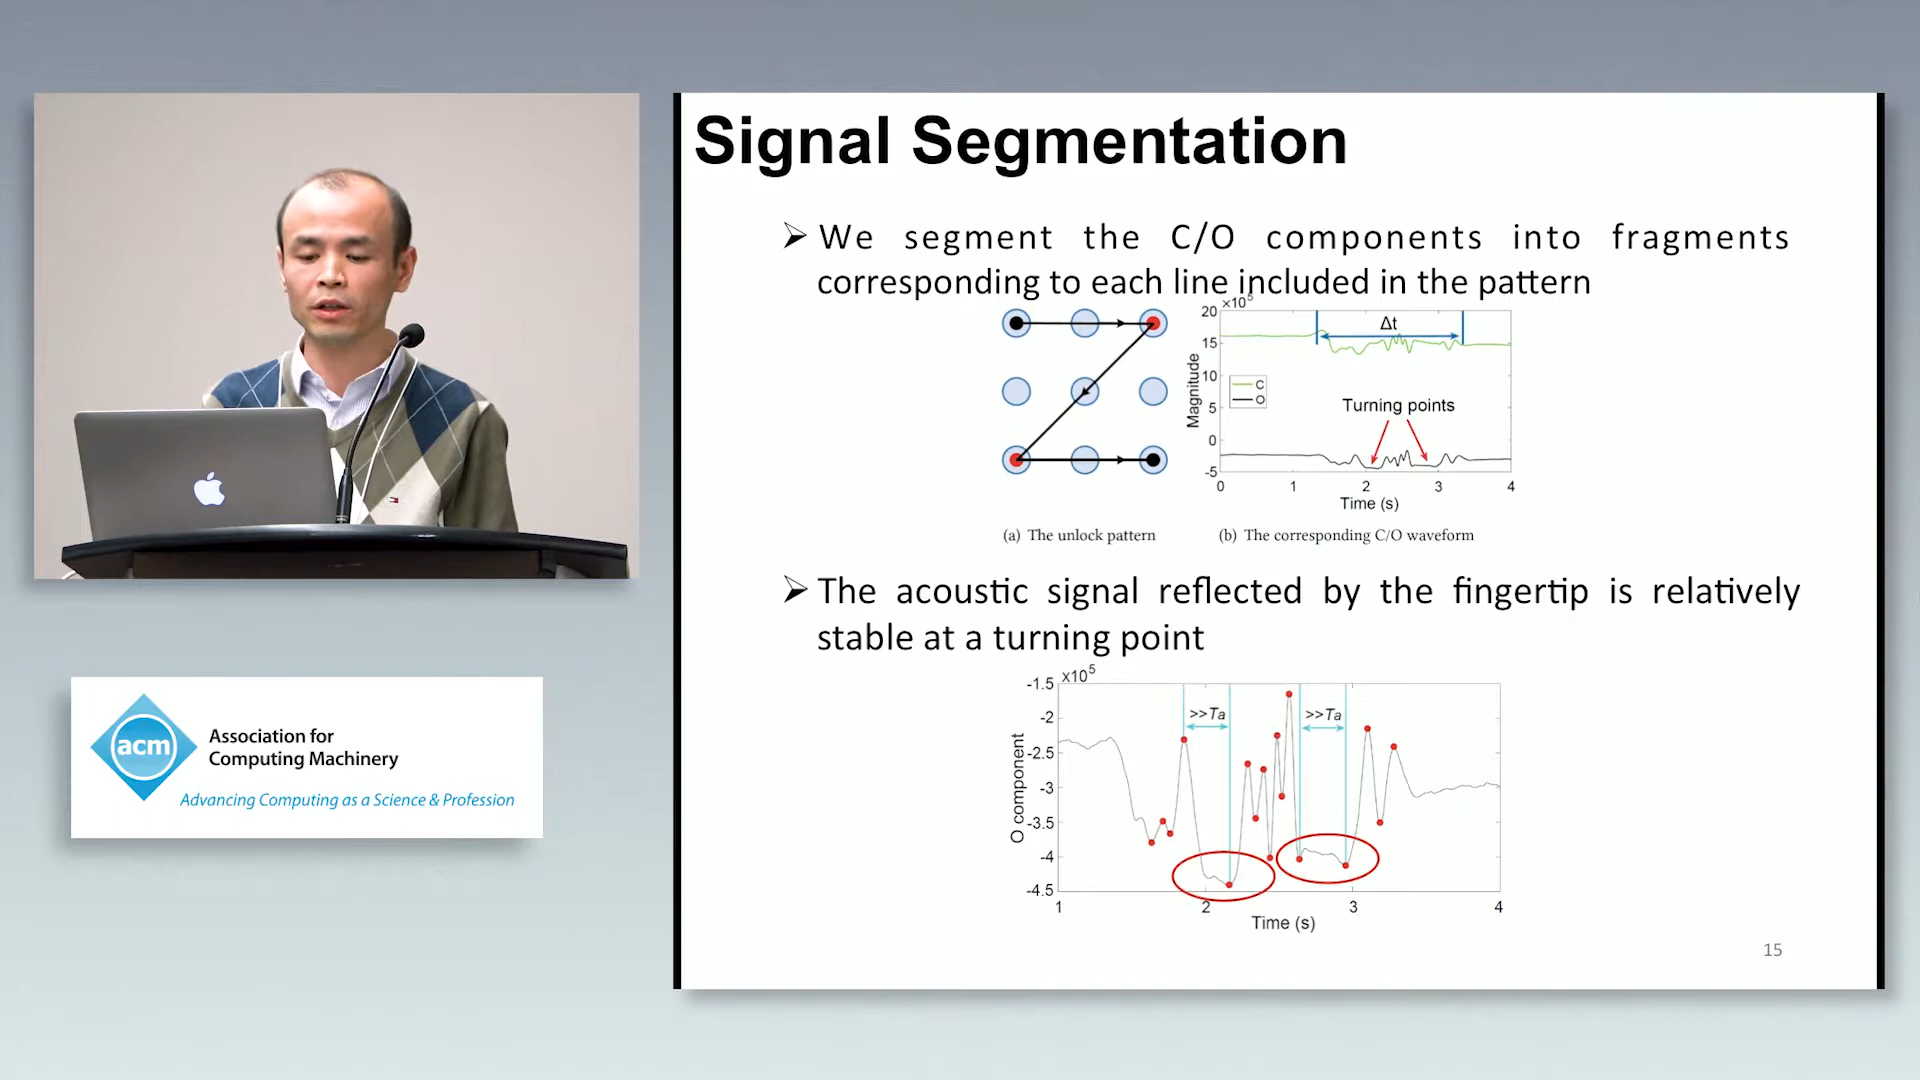 Signal Segmentation
➢ We segment the C/O components into fragments
corresponding to each line included in the pattern
×10⁵
20
15
10
5
0
-5
Magnitude
Δt
C
O
Turning points
0 1 2 3 4
Time (s)
(a) The unlock pattern
(b) The corresponding C/O waveform
➢ The acoustic signal reflected by the fingertip is relatively
stable at a turning point
×10⁵
-1.5
-2
-2.5
-3
-3.5
-4
-4.5
O component
>>Ta
>>Ta
1 2 3 4
Time (s)
15
acm
Association for
Computing Machinery
Advancing Computing as a Science & Profession